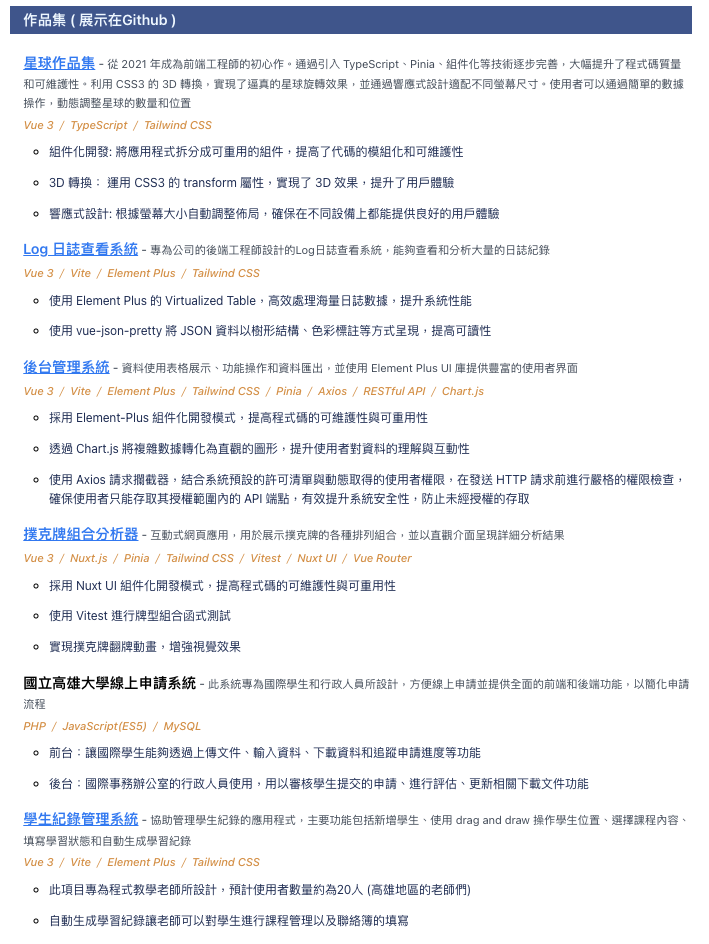 作品集 ( 展示在Github )
星球作品集 - 從 2021 年成為前端工程師的初心作。通過引入 TypeScript、Pinia、組件化等技術逐步完善，大幅提升了程式碼質量
和可維護性。利用 CSS3 的 3D 轉換，實現了逼真的星球旋轉效果，並通過響應式設計適配不同螢幕尺寸。使用者可以通過簡單的數據
操作，動態調整星球的數量和位置
Vue 3 / TypeScript / Tailwind CSS
組件化開發: 將應用程式拆分成可重用的組件，提高了代碼的模組化和可維護性
3D 轉換： 運用 CSS3 的 transform 屬性，實現了 3D 效果，提升了用戶體驗
響應式設計: 根據螢幕大小自動調整佈局，確保在不同設備上都能提供良好的用戶體驗
Log 日誌查看系統 - 專為公司的後端工程師設計的Log日誌查看系統，能夠查看和分析大量的日誌紀錄
Vue 3 / Vite / Element Plus / Tailwind CSS
使用 Element Plus 的 Virtualized Table，高效處理海量日誌數據，提升系統性能
使用 vue-json-pretty 將 JSON 資料以樹形結構、色彩標註等方式呈現，提高可讀性
後台管理系統 - 資料使用表格展示、功能操作和資料匯出，並使用 Element Plus UI 庫提供豐富的使用者界面
Vue 3 / Vite / Element Plus / Tailwind CSS / Pinia / Axios / RESTful API / Chart.js
採用 Element-Plus 組件化開發模式，提高程式碼的可維護性與可重用性
透過 Chart.js 將複雜數據轉化為直觀的圖形，提升使用者對資料的理解與互動性
使用 Axios 請求攔截器，結合系統預設的許可清單與動態取得的使用者權限，在發送 HTTP 請求前進行嚴格的權限檢查，
確保使用者只能存取其授權範圍內的 API 端點，有效提升系統安全性，防止未經授權的存取
撲克牌組合分析器 - 互動式網頁應用，用於展示撲克牌的各種排列組合，並以直觀介面呈現詳細分析結果
Vue 3 / Nuxt.js / Pinia / Tailwind CSS / Vitest / Nuxt UI / Vue Router
採用 Nuxt UI 組件化開發模式，提高程式碼的可維護性與可重用性
使用 Vitest 進行牌型組合函式測試
實現撲克牌翻牌動畫，增強視覺效果
國立高雄大學線上申請系統 - 此系統專為國際學生和行政人員所設計，方便線上申請並提供全面的前端和後端功能，以簡化申請
流程
PHP / JavaScript(ES5) / MySQL
前台：讓國際學生能夠透過上傳文件、輸入資料、下載資料和追蹤申請進度等功能
後台：國際事務辦公室的行政人員使用，用以審核學生提交的申請、進行評估、更新相關下載文件功能
學生紀錄管理系統 - 協助管理學生紀錄的應用程式，主要功能包括新增學生、使用 drag and draw 操作學生位置、選擇課程內容、
填寫學習狀態和自動生成學習紀錄
Vue 3 / Vite / Element Plus / Tailwind CSS
此項目專為程式教學老師所設計，預計使用者數量約為20人 (高雄地區的老師們)
自動生成學習紀錄讓老師可以對學生進行課程管理以及聯絡簿的填寫